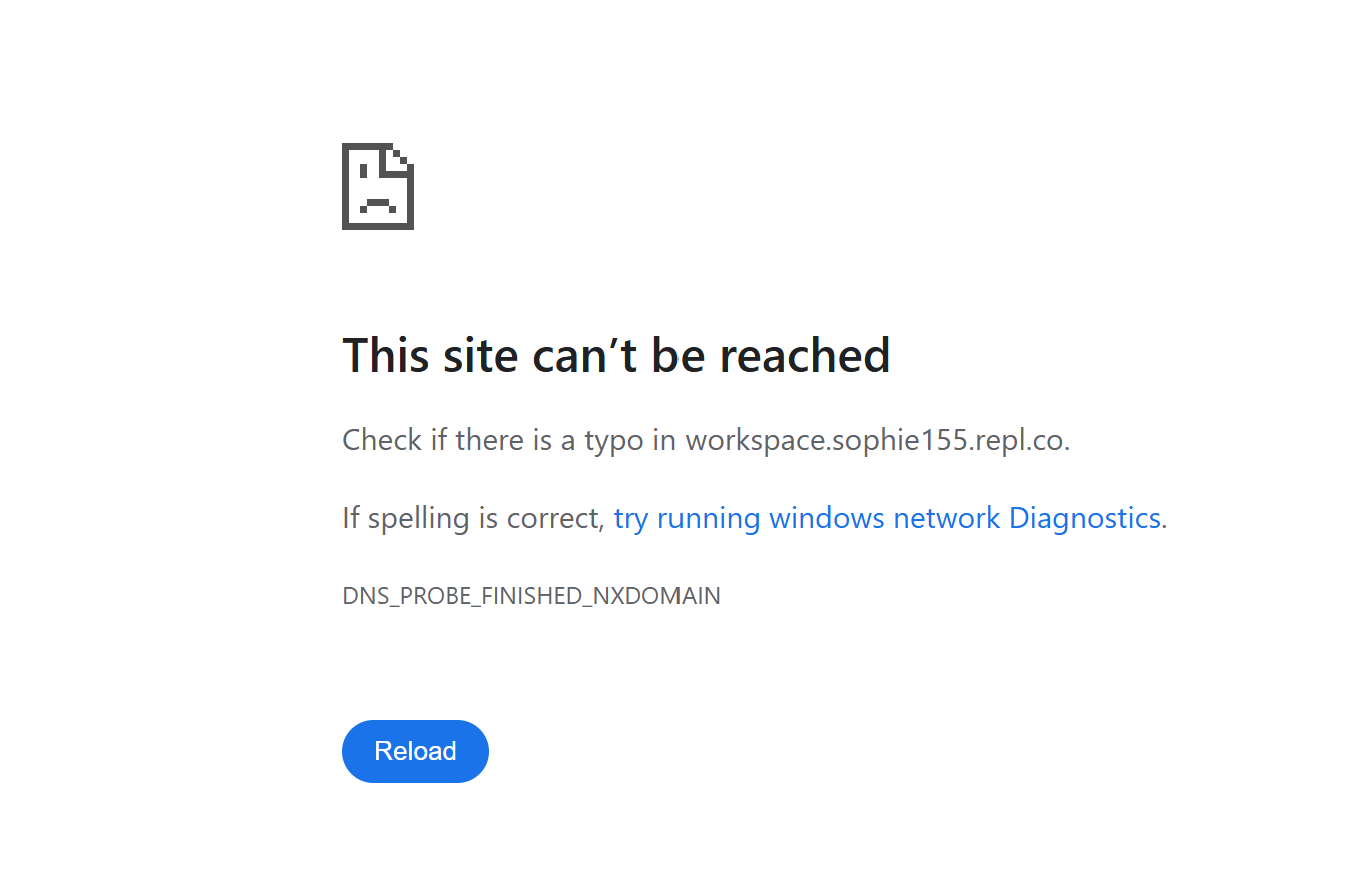 This site can’t be reached
Check if there is a typo in workspace.sophie155.repl.co.
If spelling is correct, try running windows network Diagnostics.
DNS_PROBE_FINISHED_NXDOMAIN
Reload